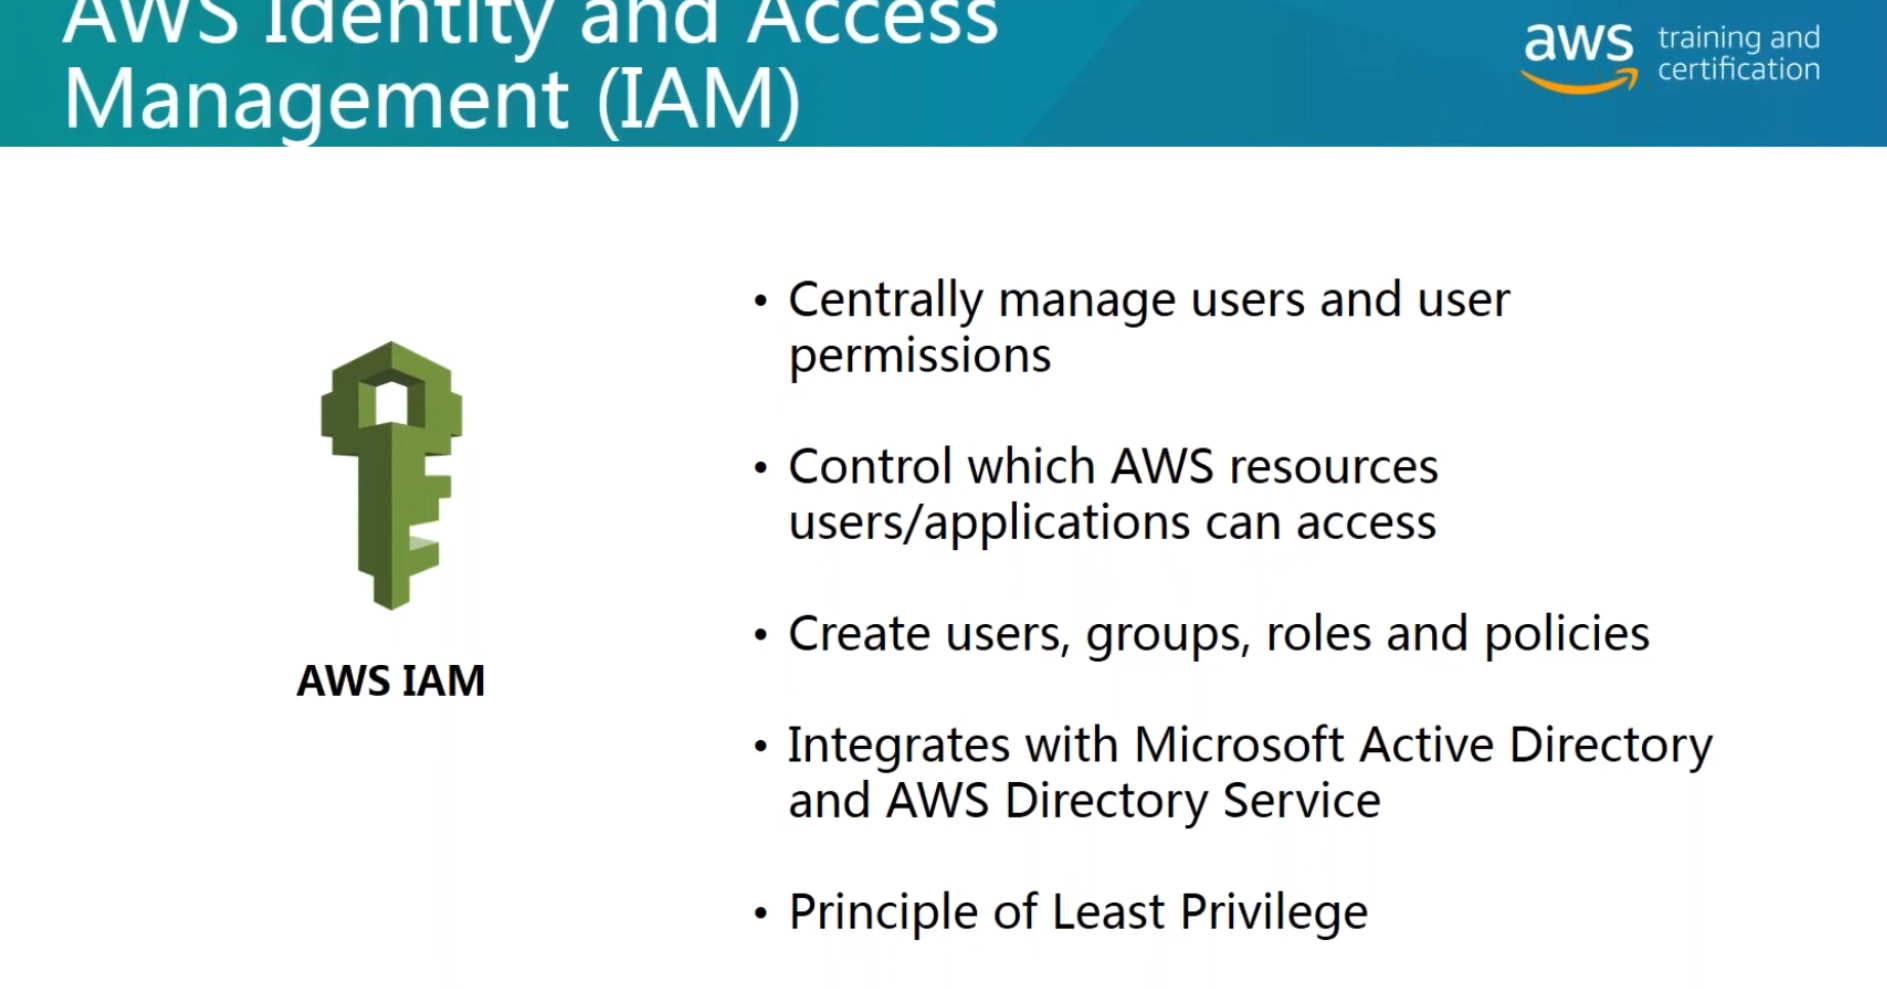 AWS Identity and Access
Management (IAM)
aws training and
certification
• Centrally manage users and user
permissions
• Control which AWS resources
users/applications can access
• Create users, groups, roles and policies
AWS IAM
• Integrates with Microsoft Active Directory
and AWS Directory Service
• Principle of Least Privilege